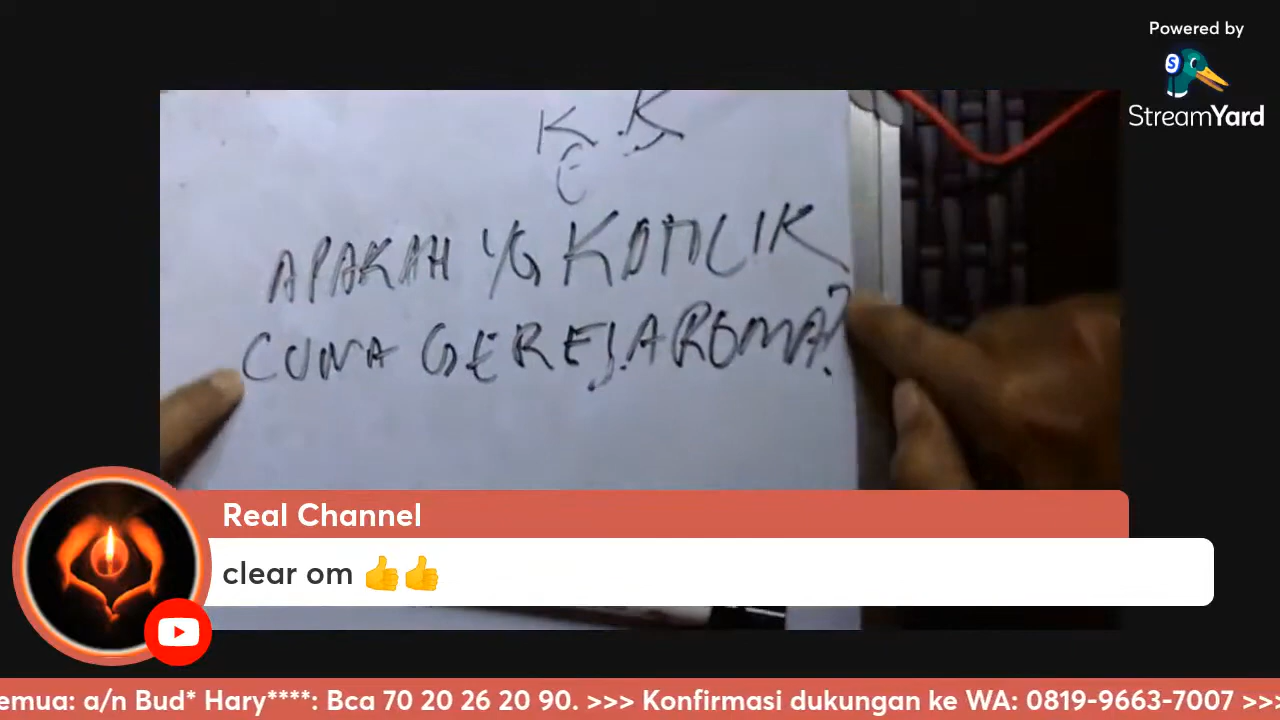 Powered by
StreamYard
K K
C
APAKAH YG KATLIK
CUMA GEREJA ROMA?
Real Channel
clear om 👍👍
emua: a/n Bud* Hary****: Bca 70 20 26 20 90. >>> Konfirmasi dukungan ke WA: 0819-9663-7007 >>>